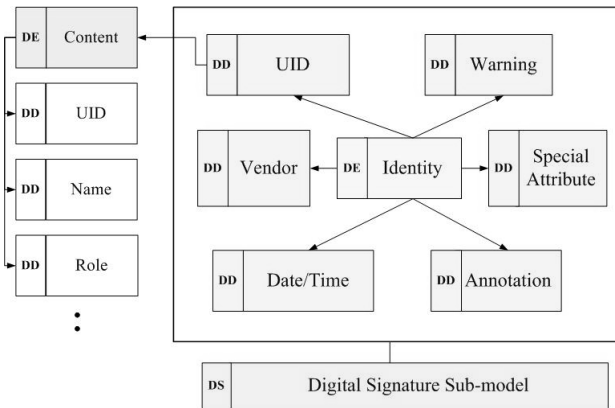 DE Content
DD UID
DD Warning
DD UID
DD Vendor
DE Identity
DD Special
Attribute
DD Name
DD Role
DD Date/Time
DD Annotation
DS Digital Signature Sub-model